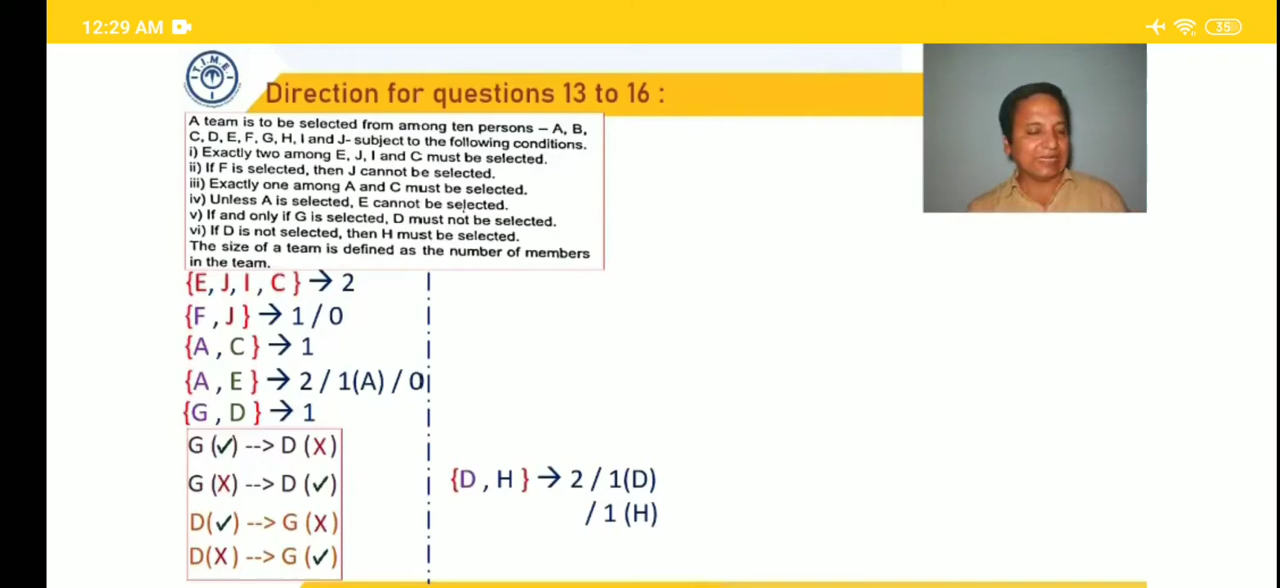 12:29 AM
35
T.I.M.E.
Direction for questions 13 to 16 :
A team is to be selected from among ten persons – A, B,
C, D, E, F, G, H, I and J- subject to the following conditions.
i) Exactly two among E, J, I and C must be selected.
ii) If F is selected, then J cannot be selected.
iii) Exactly one among A and C must be selected.
iv) Unless A is selected, E cannot be selected.
v) If and only if G is selected, D must not be selected.
vi) If D is not selected, then H must be selected.
The size of a team is defined as the number of members
in the team.
{E, J, I , C } → 2
{F , J } → 1 / 0
{A , C } → 1
{A , E } → 2 / 1(A) / 0
{G , D } → 1
G (✓) --> D (X)
G (X) --> D (✓)
D(✓) --> G (X)
D(X ) --> G (✓)
{D , H } → 2 / 1(D)
/ 1 (H)